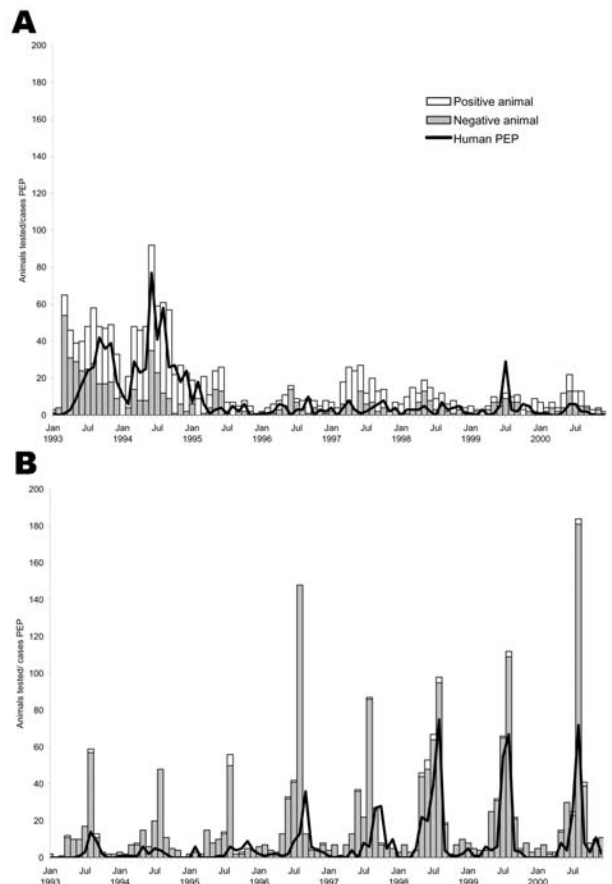 A
200
180
160
140
120
100
80
60
40
20
0
Animals tested/cases PEP
Positive animal
Negative animal
Human PEP
Jan Jul Jan Jul Jan Jul Jan Jul Jan Jul Jan Jul Jan Jul Jan Jul
1993 1994 1995 1996 1997 1998 1999 2000
B
200
180
160
140
120
100
80
60
40
20
0
Animals tested/ cases PEP
Jan Jul Jan Jul Jan Jul Jan Jul Jan Jul Jan Jul Jan Jul Jan Jul
1993 1994 1995 1996 1997 1998 1999 2000